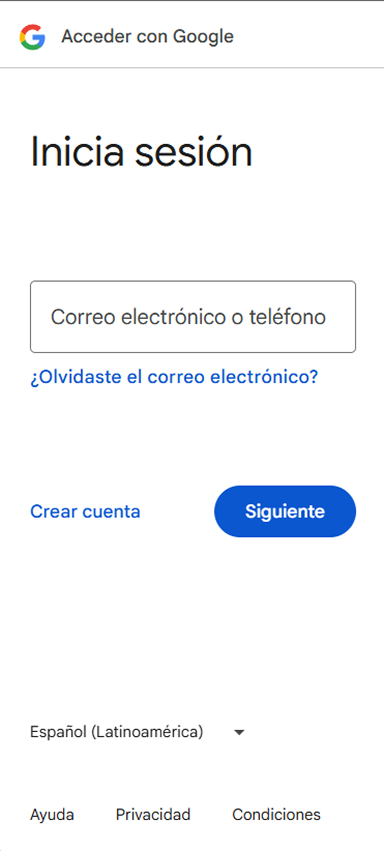 Acceder con Google
Inicia sesión
Correo electrónico o teléfono
¿Olvidaste el correo electrónico?
Crear cuenta Siguiente
Español (Latinoamérica)
Ayuda Privacidad Condiciones